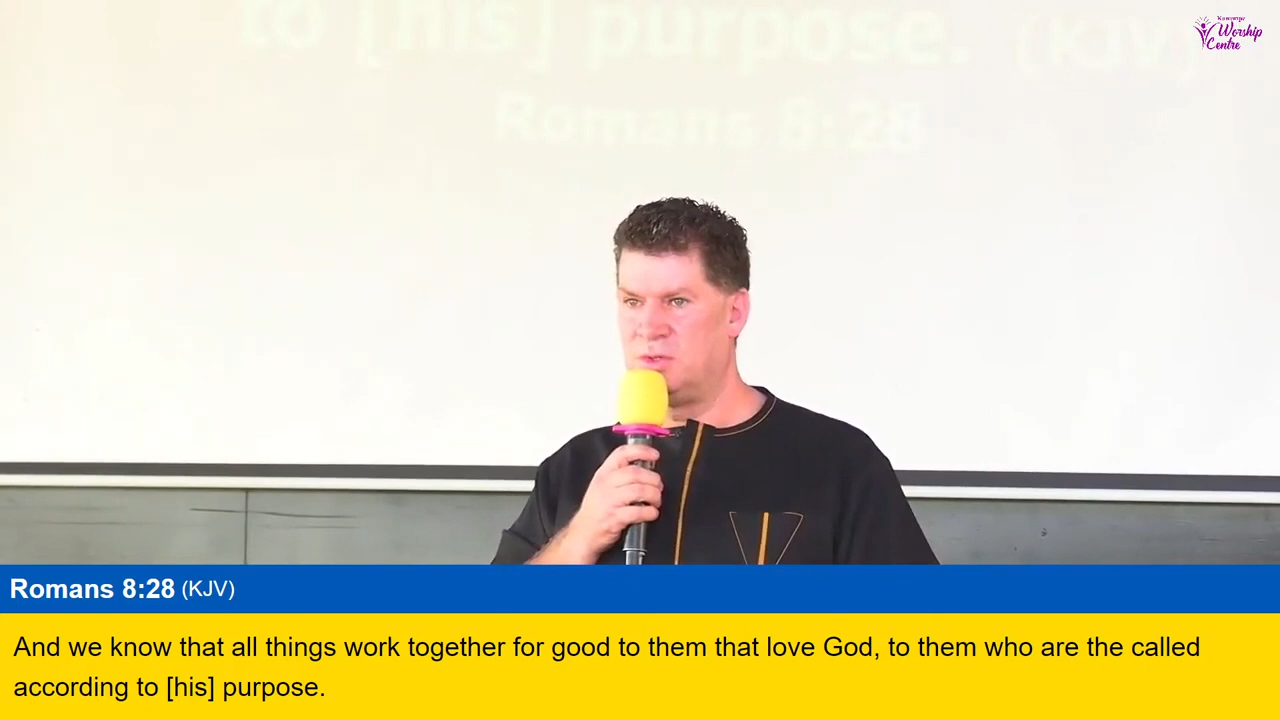 to [his] purpose. (KJV)
Romans 8:28
Worship
Centre
Romans 8:28 (KJV)
And we know that all things work together for good to them that love God, to them who are the called
according to [his] purpose.